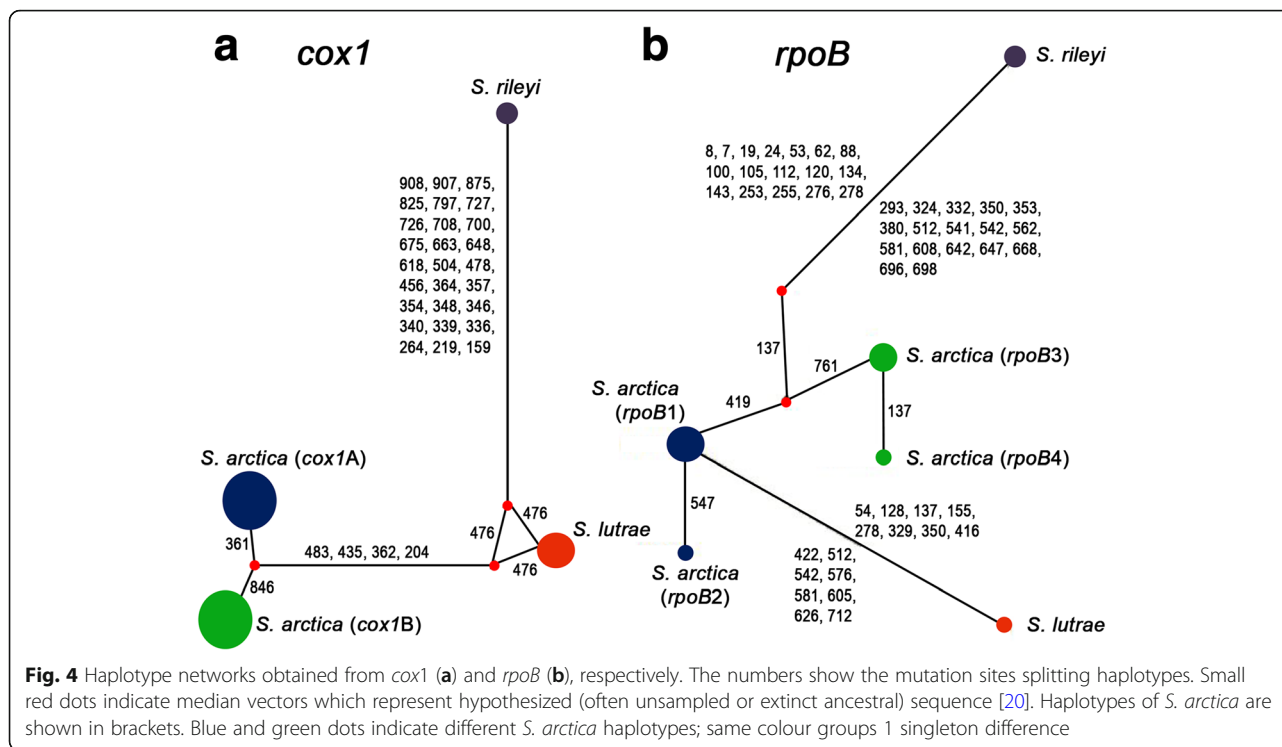 a cox1
S. rileyi
908, 907, 875,
825, 797, 727,
726, 708, 700,
675, 663, 648,
618, 504, 478,
456, 364, 357,
354, 348, 346,
340, 339, 336,
264, 219, 159
S. arctica (cox1A)
361
483, 435, 362, 204
476
476
476
S. lutrae
846
S. arctica (cox1B)
b rpoB
S. rileyi
8, 7, 19, 24, 53, 62, 88,
100, 105, 112, 120, 134,
143, 253, 255, 276, 278
293, 324, 332, 350, 353,
380, 512, 541, 542, 562,
581, 608, 642, 647, 668,
696, 698
137
761
S. arctica (rpoB3)
S. arctica
(rpoB1)
419
137
S. arctica (rpoB4)
547
54, 128, 137, 155,
278, 329, 350, 416
422, 512,
542, 576,
581, 605,
626, 712
S. arctica
(rpoB2)
S. lutrae
Fig. 4 Haplotype networks obtained from cox1 (a) and rpoB (b), respectively. The numbers show the mutation sites splitting haplotypes. Small
red dots indicate median vectors which represent hypothesized (often unsampled or extinct ancestral) sequence [20]. Haplotypes of S. arctica are
shown in brackets. Blue and green dots indicate different S. arctica haplotypes; same colour groups 1 singleton difference